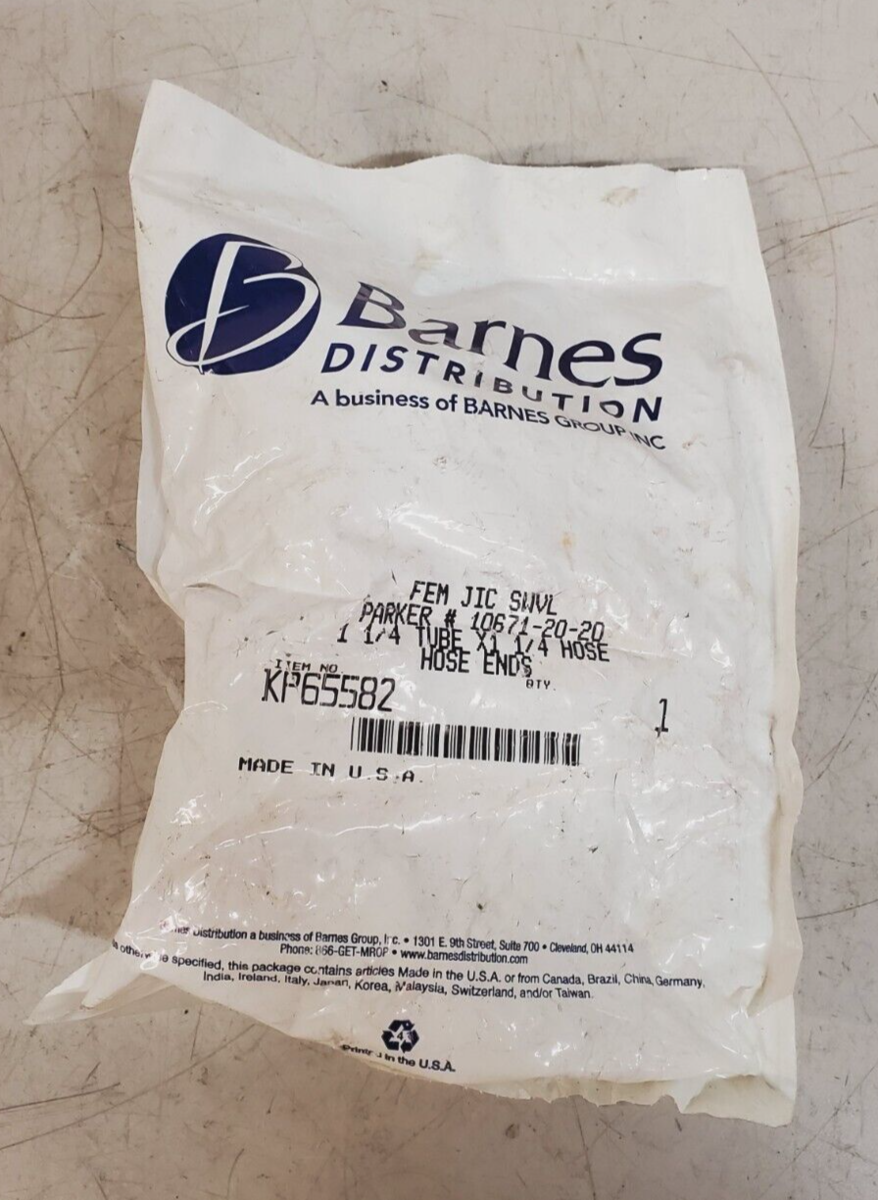 B
Barnes
DISTRIBUTION
A business of BARNES GROUP INC
FEM JIC SWVL
PARKER # 10671-20-20
1 1/4 TUBE X1 1/4 HOSE
HOSE ENDS
ITEM NO
QTY.
KP65582
1
MADE IN U.S.A.
Distribution a business of Barnes Group, Inc. • 1301 E. 9th Street, Suite 700 • Cleveland, OH 44114
Phone: 866-GET-MROP • www.barnesdistribution.com
otherwise specified, this package contains articles Made in the U.S.A. or from Canada, Brazil, China, Germany,
India, Ireland, Italy, Japan, Korea, Malaysia, Switzerland, and/or Taiwan.
4
Printed in the U.S.A.